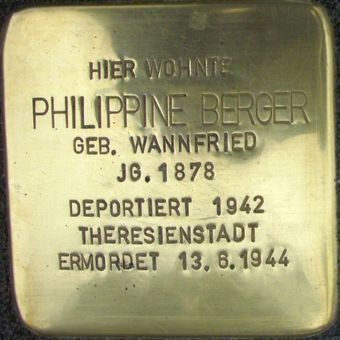 HIER WOHNTE
PHILIPPINE BERGER
GEB. WANNFRIED
JG. 1878
DEPORTIERT 1942
THERESIENSTADT
ERMORDET 13.6.1944